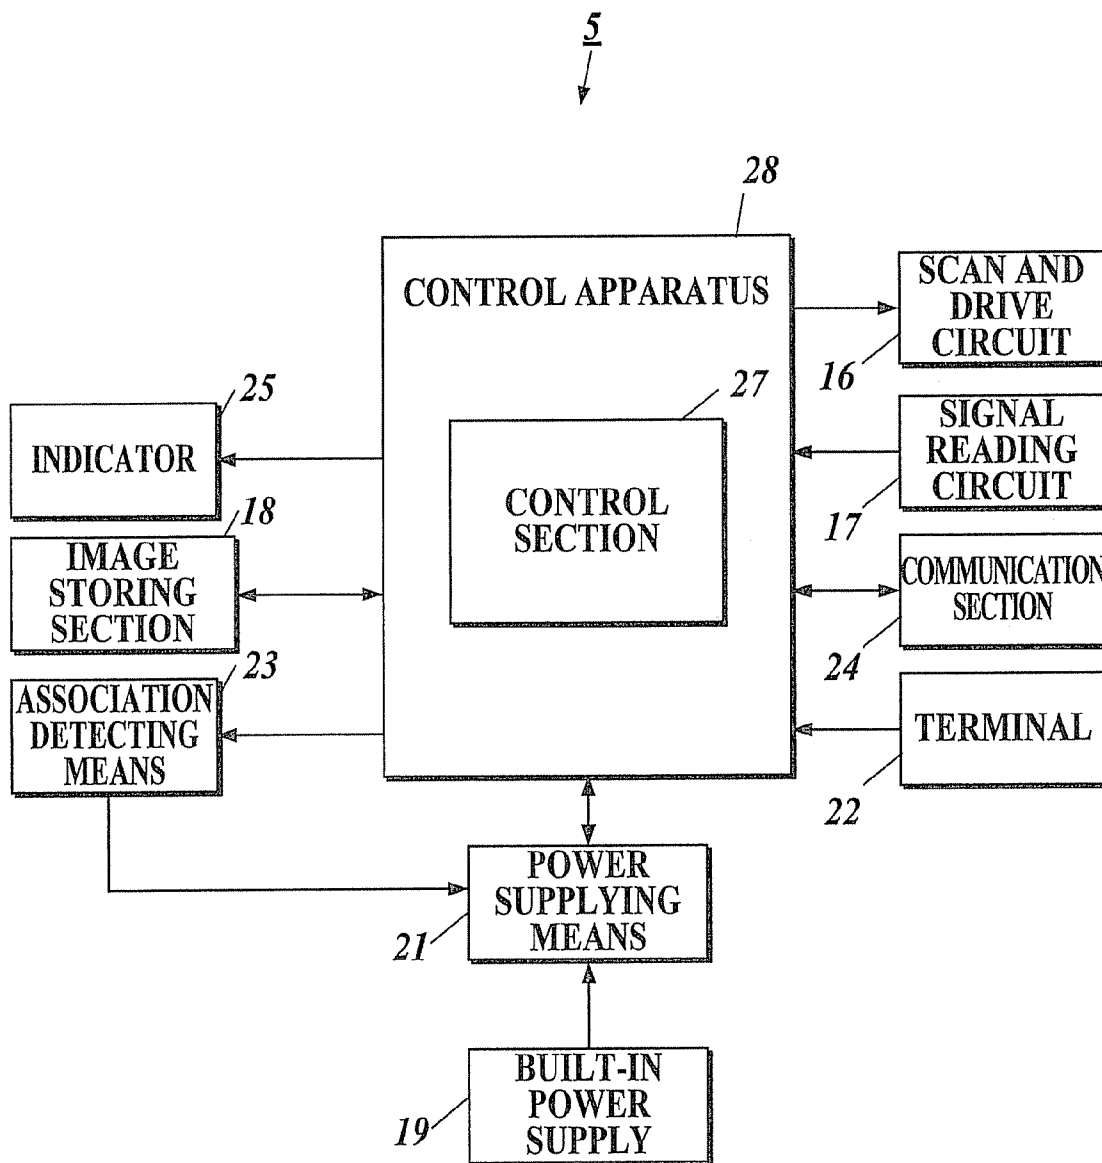 5
28
CONTROL APPARATUS
SCAN AND
DRIVE
CIRCUIT
16
25
INDICATOR
27
CONTROL
SECTION
SIGNAL
READING
CIRCUIT
17
18
IMAGE
STORING
SECTION
COMMUNICATION
SECTION
24
23
ASSOCIATION
DETECTING
MEANS
TERMINAL
22
POWER
SUPPLYING
MEANS
21
BUILT-IN
POWER
SUPPLY
19